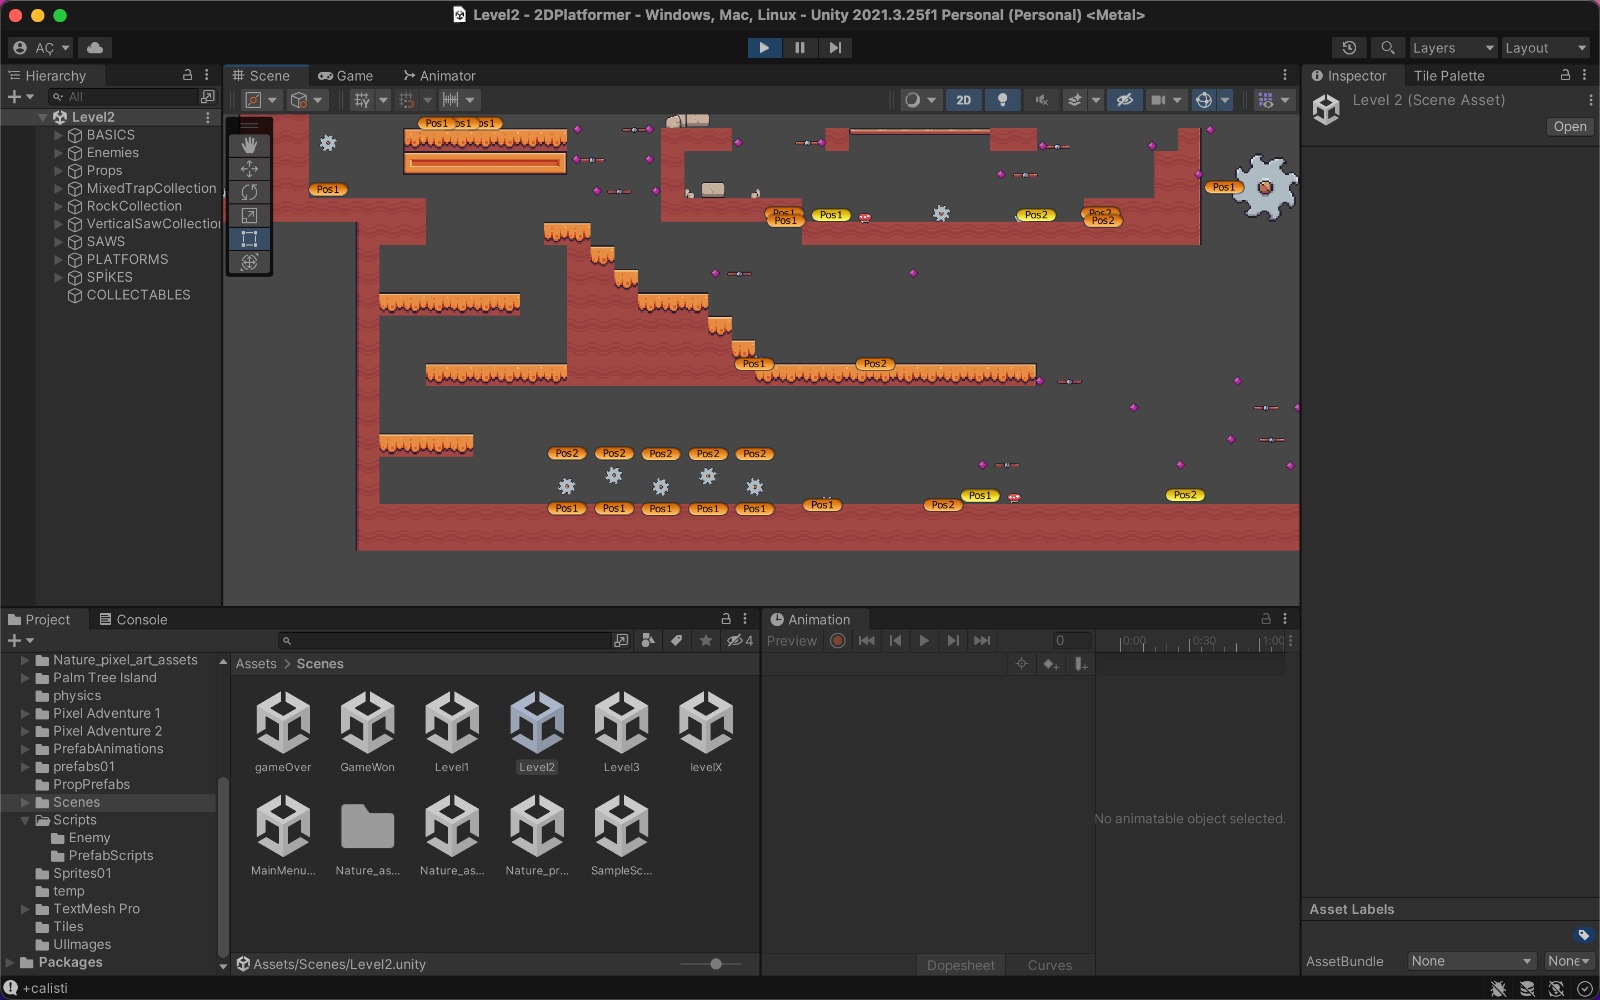 Level2 - 2DPlatformer - Windows, Mac, Linux - Unity 2021.3.25f1 Personal (Personal) <Metal>
AÇ
Layers
Layout
Hierarchy
All
Level2
BASICS
Enemies
Props
MixedTrapCollection
RockCollection
VerticalSawCollection
SAWS
PLATFORMS
SPİKES
COLLECTABLES
Scene
Game
Animator
2D
Pos1
Pos1
Pos1
Pos1
Pos1
Pos1
Pos1
Pos1
Pos2
Pos2
Pos2
Pos1
Pos1
Pos2
Pos2
Pos2
Pos2
Pos2
Pos2
Pos1
Pos1
Pos1
Pos1
Pos1
Pos1
Pos2
Pos1
Pos2
Inspector
Tile Palette
Level 2 (Scene Asset)
Open
Project
Console
4
Nature_pixel_art_assets
Palm Tree Island
physics
Pixel Adventure 1
Pixel Adventure 2
PrefabAnimations
prefabs01
PropPrefabs
Scenes
Scripts
Enemy
PrefabScripts
Sprites01
temp
TextMesh Pro
Tiles
UIImages
Packages
Assets > Scenes
gameOver
GameWon
Level1
Level2
Level3
levelX
MainMenu...
Nature_as...
Nature_as...
Nature_pr...
SampleSc...
Assets/Scenes/Level2.unity
Animation
Preview
0
0:00
0:30
1:00
No animatable object selected.
Dopesheet
Curves
Asset Labels
AssetBundle
None
None
+calisti